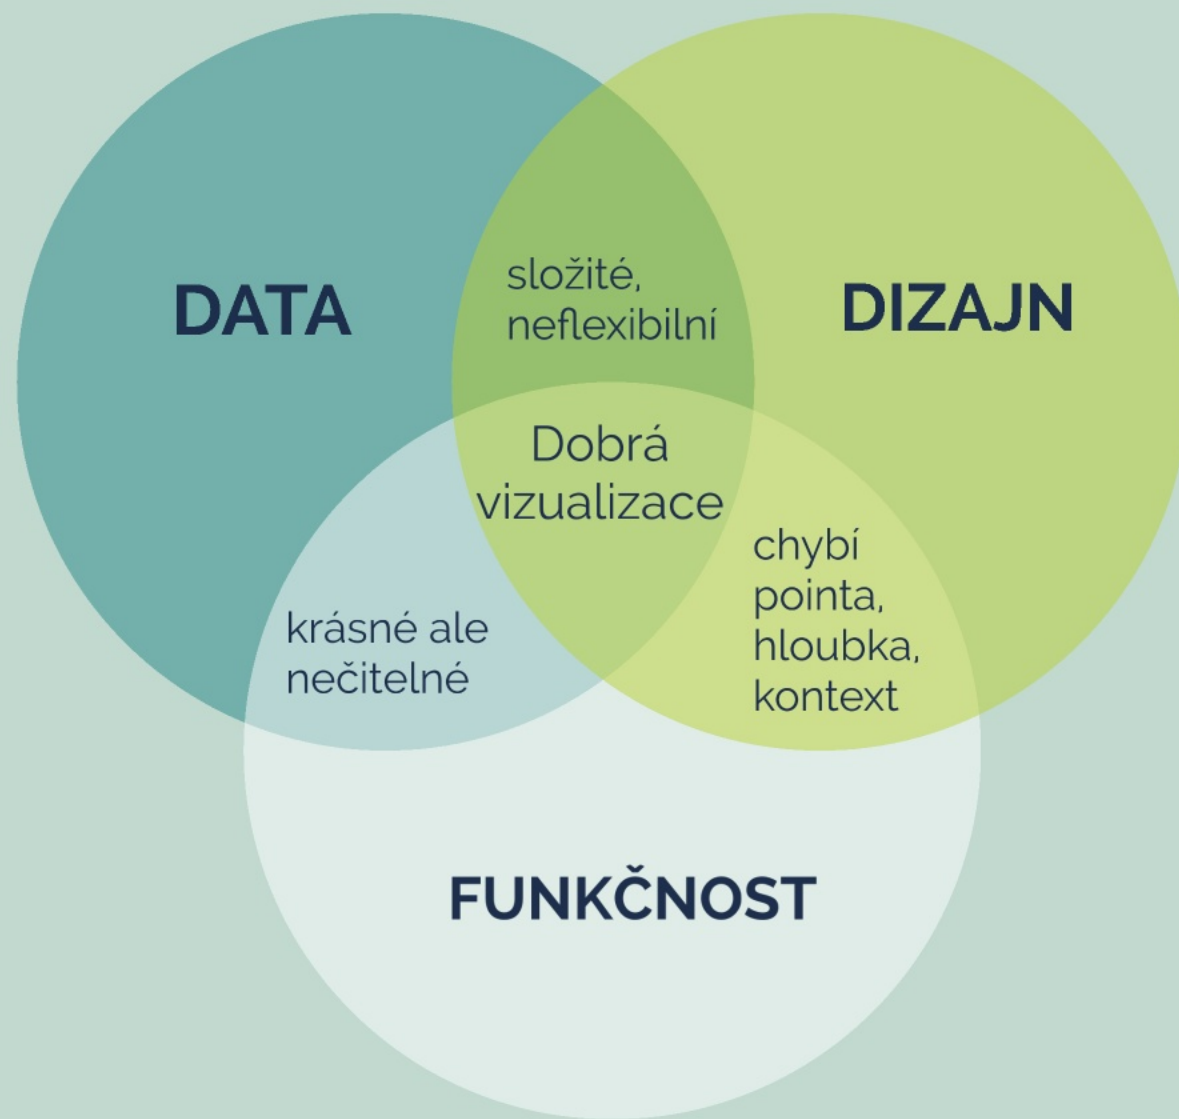 DATA
složité,
neflexibilní
DIZAJN
Dobrá
vizualizace
krásné ale
nečitelné
chybí
pointa,
hloubka,
kontext
FUNKČNOST